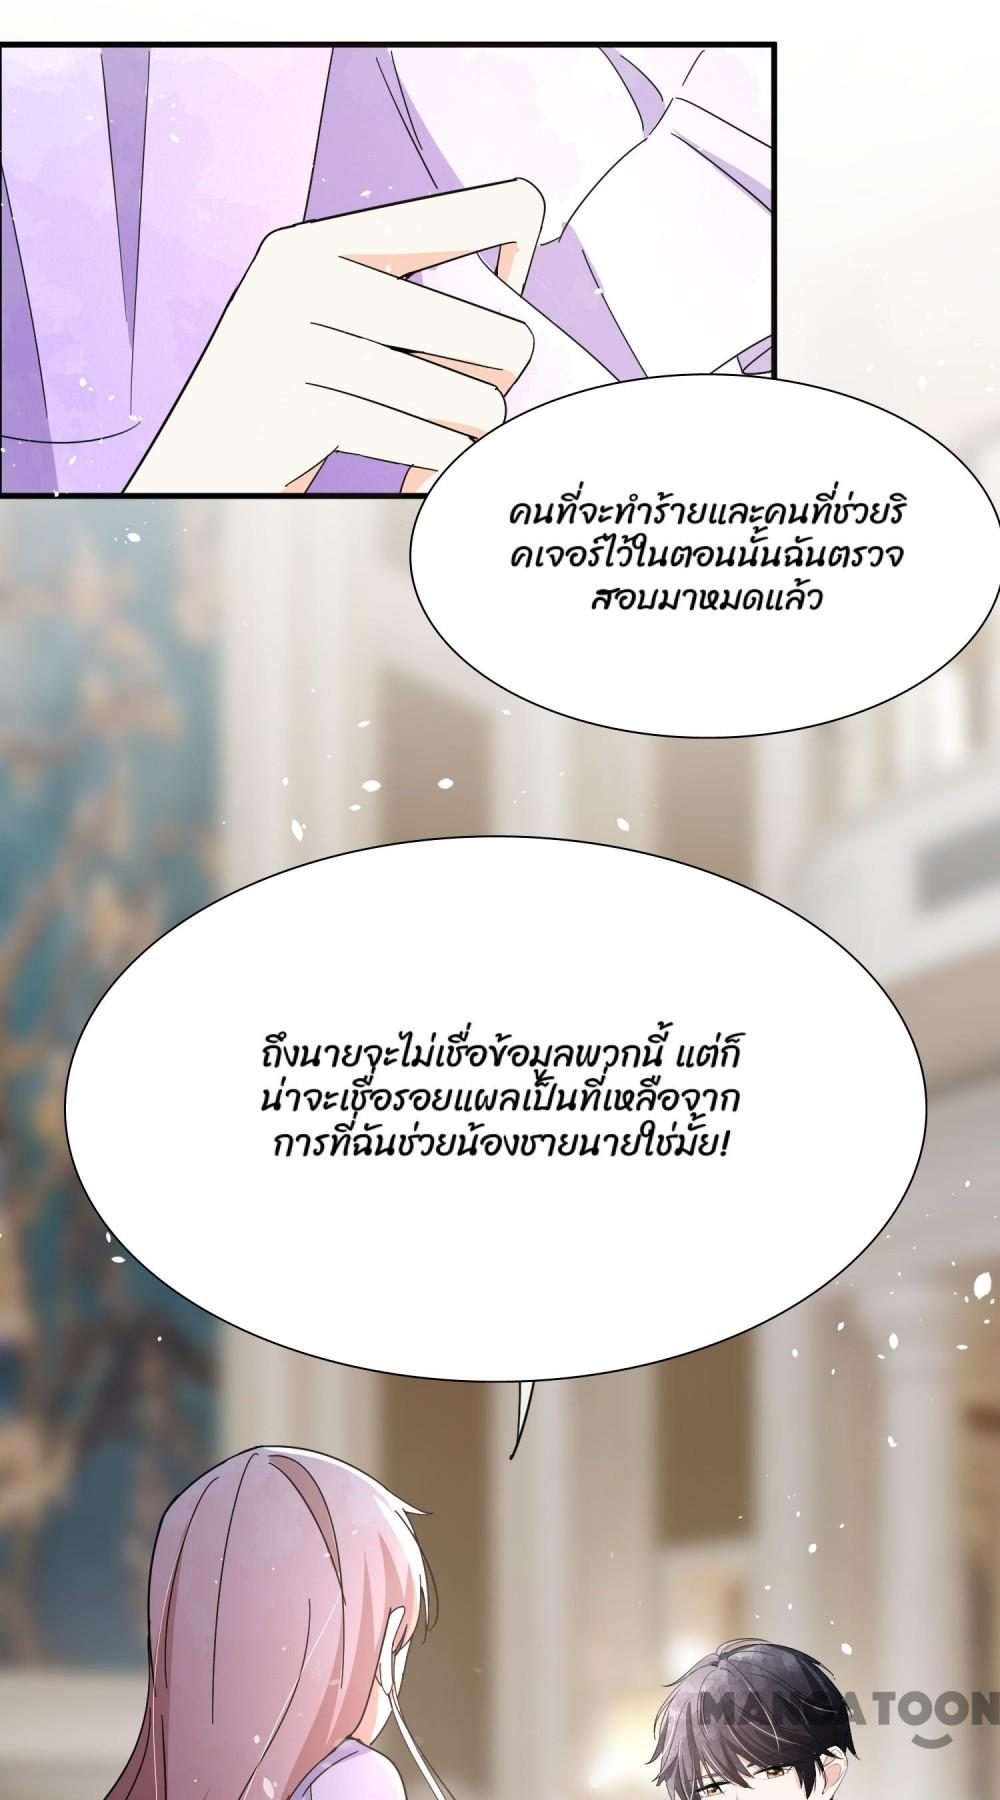 คนที่จะทำร้ายและคนที่ช่วยริ
คเจอร์ไว้ในตอนนั้นฉันตรวจ
สอบมาหมดแล้ว
ถึงนายจะไม่เชื่อข้อมูลพวกนี้ แต่ก็
น่าจะเชื่อรอยแผลเป็นที่เหลือจาก
การที่ฉันช่วยน้องชายนายใช่มั้ย!
MANGATOON